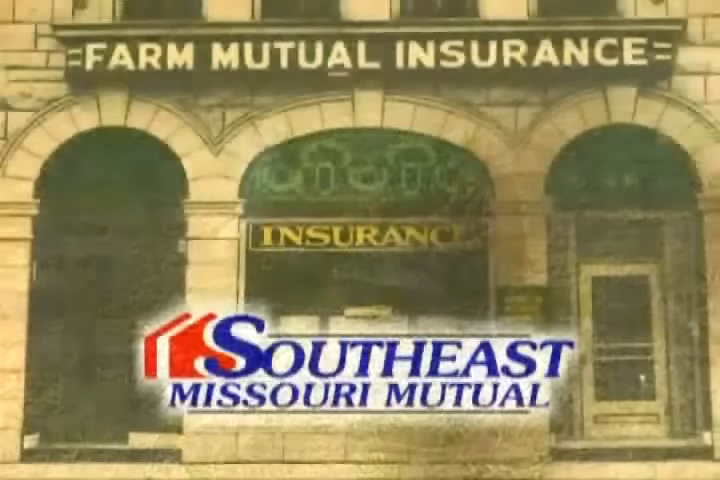 =FARM MUTUAL INSURANCE=
INSURANCE
SOUTHEAST
MISSOURI MUTUAL